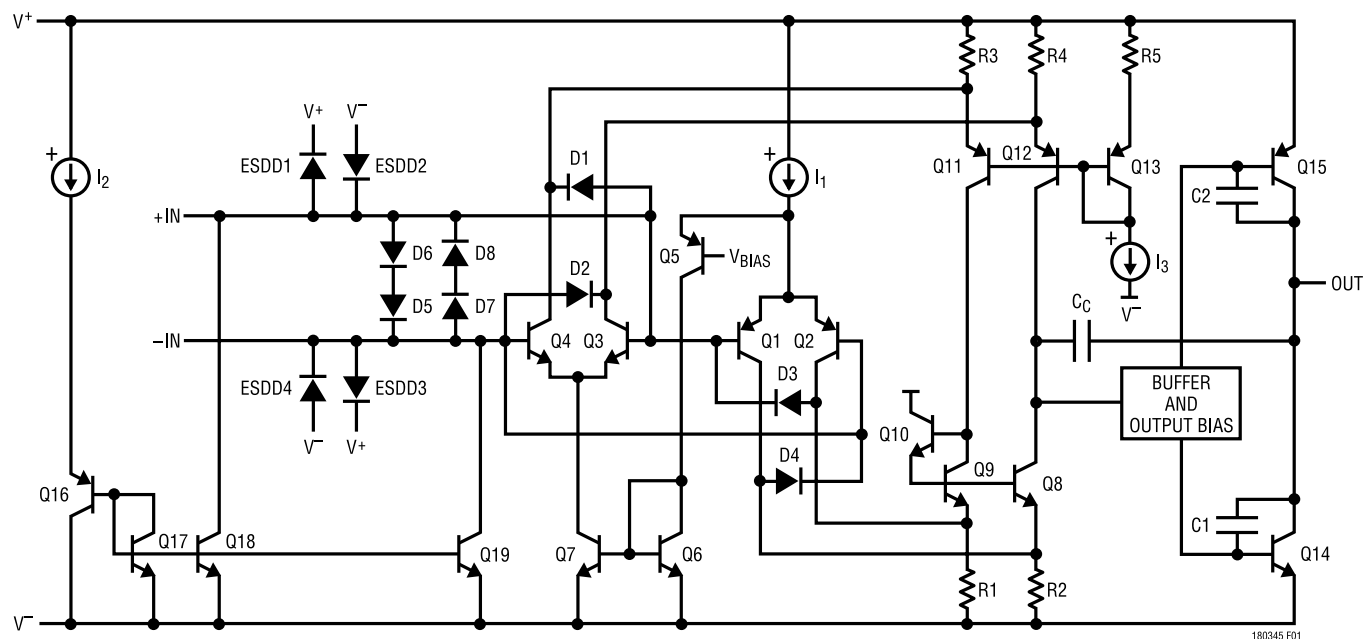 V+
R3
R4
R5
V+
V−
+
I2
ESDD1
ESDD2
D1
+
I1
Q11
Q12
Q13
Q15
C2
+IN
D6
D8
Q5
VBIAS
+
I3
V−
OUT
D2
D5
D7
CC
−IN
Q4
Q3
Q1
Q2
ESDD4
ESDD3
D3
BUFFER
AND
OUTPUT BIAS
V−
V+
Q10
D4
Q9
Q8
Q16
C1
Q17
Q18
Q19
Q7
Q6
Q14
R1
R2
V−
180345 F01